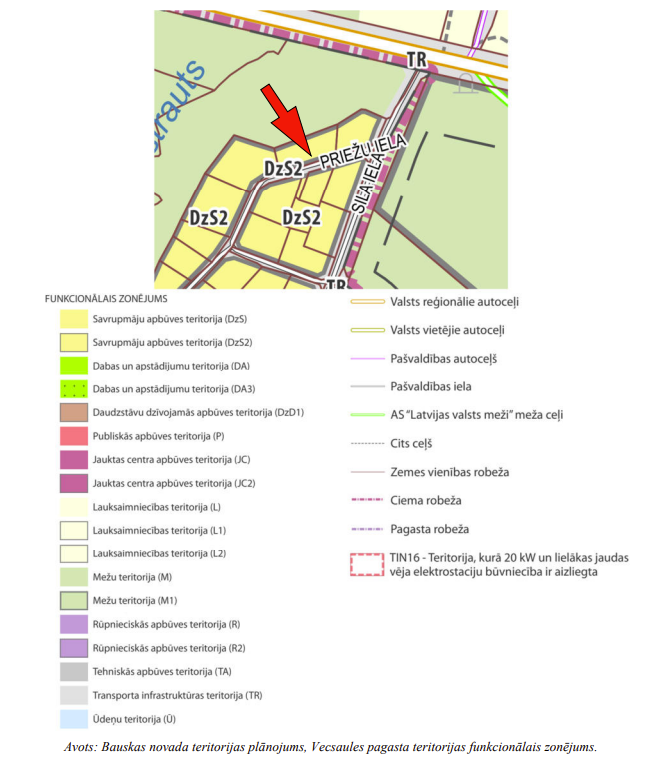 TR
strauts
PRIEŽU IELA
DzS2
SILA IELA
DzS2
DzS2
TR
FUNKCIONĀLAIS ZONĒJUMS
Savrupmāju apbūves teritorija (DzS)
Savrupmāju apbūves teritorija (DzS2)
Dabas un apstādījumu teritorija (DA)
Dabas un apstādījumu teritorija (DA3)
Daudzstāvu dzīvojamās apbūves teritorija (DzD1)
Publiskās apbūves teritorija (P)
Jauktas centra apbūves teritorija (JC)
Jauktas centra apbūves teritorija (JC2)
Lauksaimniecības teritorija (L)
Lauksaimniecības teritorija (L1)
Lauksaimniecības teritorija (L2)
Mežu teritorija (M)
Mežu teritorija (M1)
Rūpnieciskās apbūves teritorija (R)
Rūpnieciskās apbūves teritorija (R2)
Tehniskās apbūves teritorija (TA)
Transporta infrastruktūras teritorija (TR)
Ūdeņu teritorija (Ū)
Valsts reģionālie autoceļi
Valsts vietējie autoceļi
Pašvaldības autoceļš
Pašvaldības iela
AS "Latvijas valsts meži" meža ceļi
Cits ceļš
Zemes vienības robeža
Ciema robeža
Pagasta robeža
TIN16 - Teritorija, kurā 20 kW un lielākas jaudas
vēja elektrostaciju būvniecība ir aizliegta
Avots: Bauskas novada teritorijas plānojums, Vecsaules pagasta teritorijas funkcionālais zonējums.